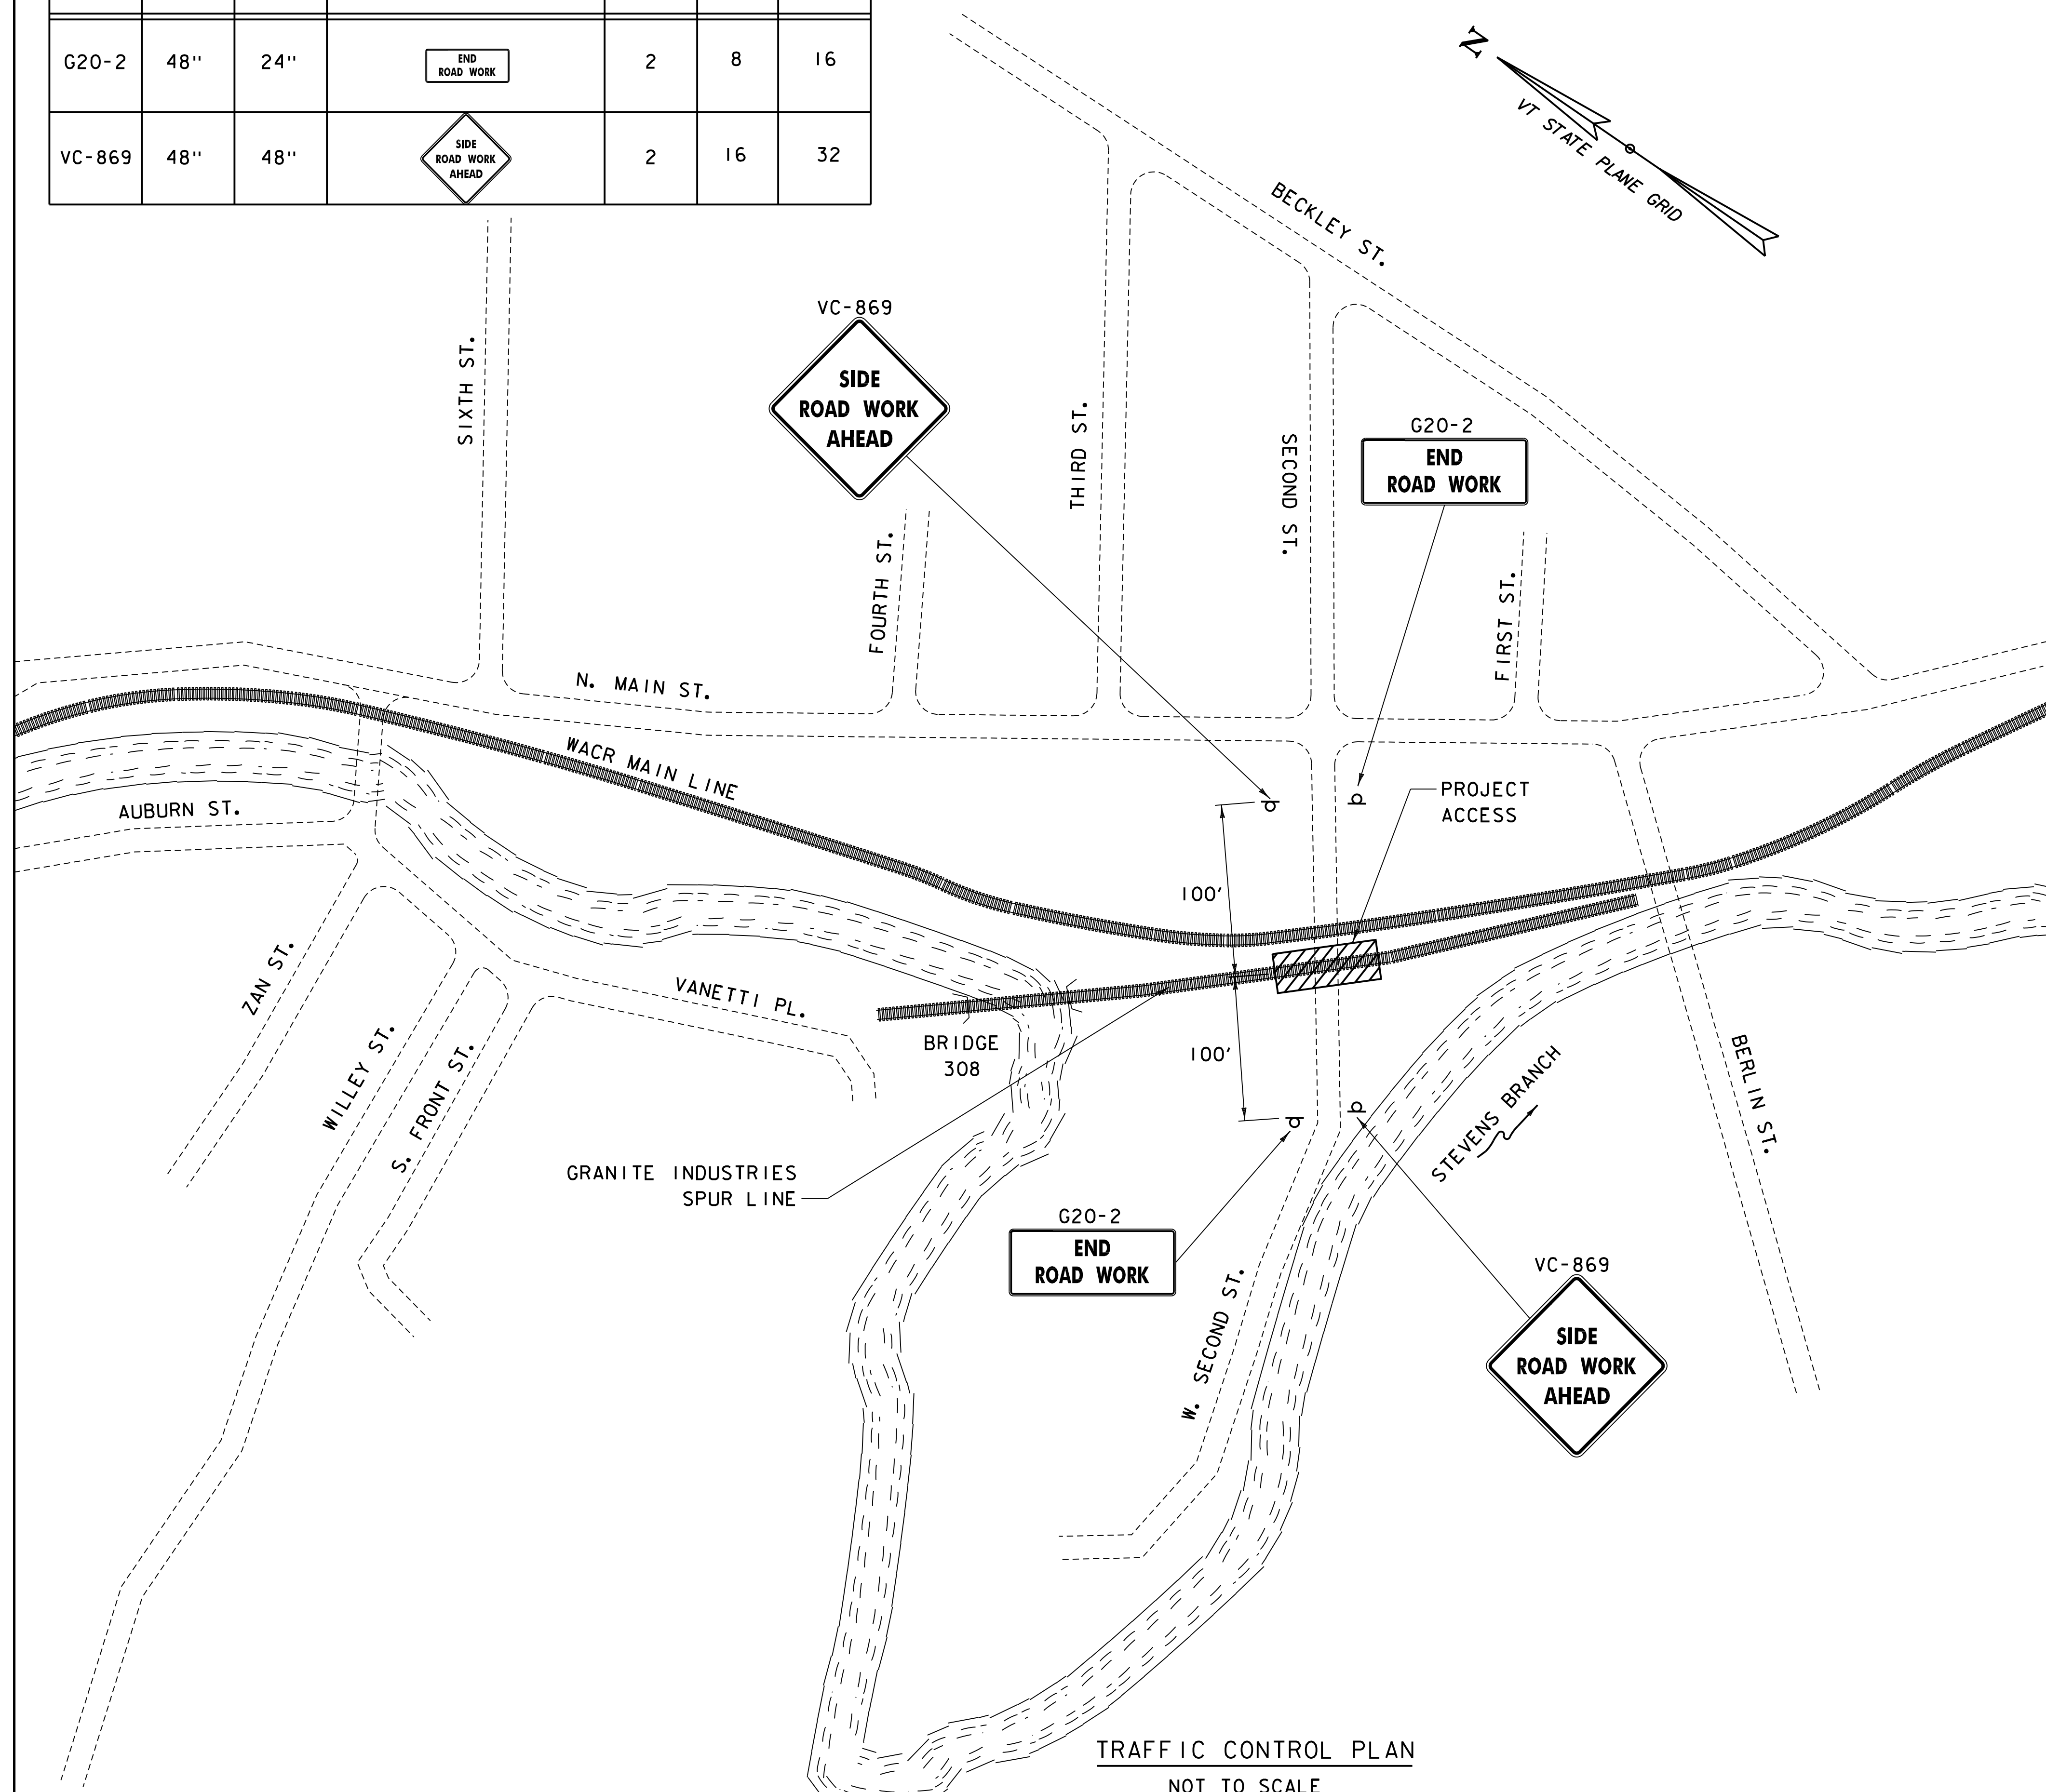 G20-2 48" 24" END ROAD WORK 2 8 16
VC-869 48" 48" SIDE ROAD WORK AHEAD 2 16 32
N
VT STATE PLANE GRID
BECKLEY ST.
VC-869
SIDE
ROAD WORK
AHEAD
SIXTH ST.
THIRD ST.
SECOND ST.
G20-2
END
ROAD WORK
FOURTH ST.
FIRST ST.
N. MAIN ST.
WACR MAIN LINE
AUBURN ST.
PROJECT
ACCESS
100'
ZAN ST.
VANETTI PL.
WILLEY ST.
S. FRONT ST.
BRIDGE
308
100'
BERLIN ST.
STEVENS BRANCH
GRANITE INDUSTRIES
SPUR LINE
G20-2
END
ROAD WORK
W. SECOND ST.
VC-869
SIDE
ROAD WORK
AHEAD
TRAFFIC CONTROL PLAN
NOT TO SCALE